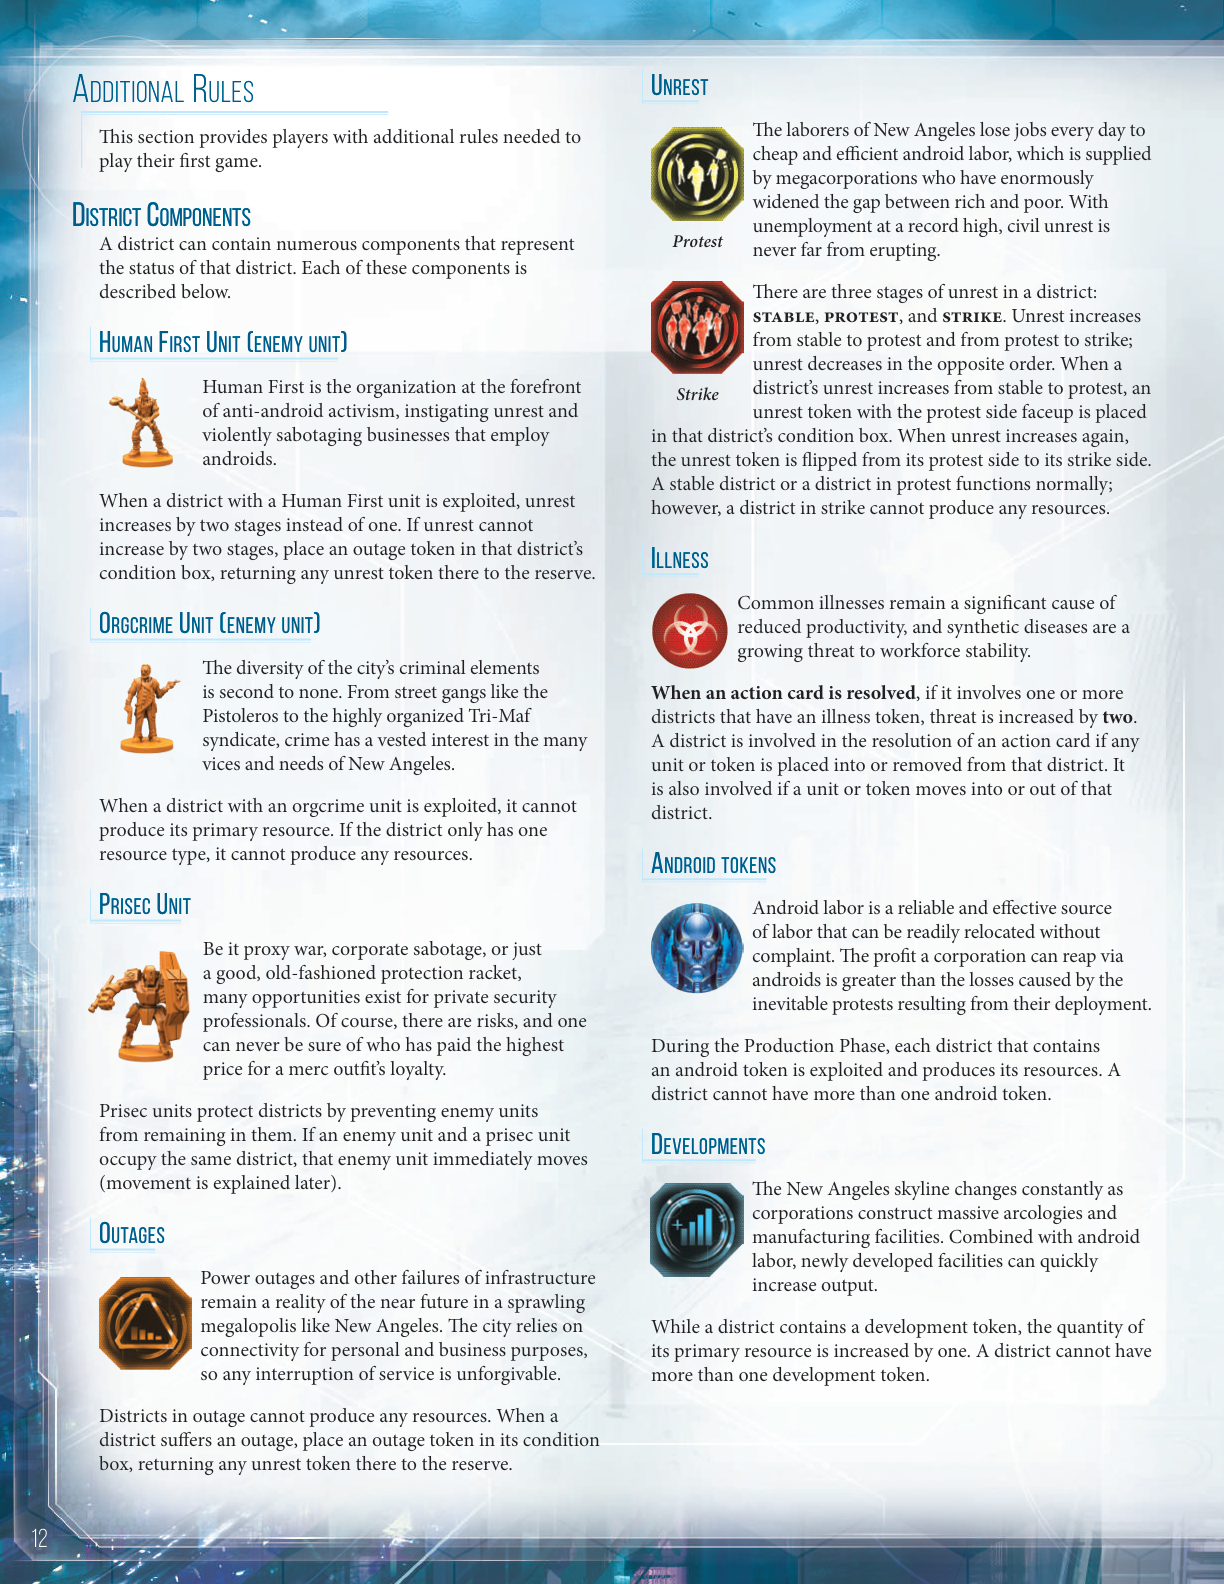 Additional Rules
This section provides players with additional rules needed to
play their first game.
District Components
A district can contain numerous components that represent
the status of that district. Each of these components is
described below.
Human First Unit (enemy unit)
Human First is the organization at the forefront
of anti-android activism, instigating unrest and
violently sabotaging businesses that employ
androids.
When a district with a Human First unit is exploited, unrest
increases by two stages instead of one. If unrest cannot
increase by two stages, place an outage token in that district's
condition box, returning any unrest token there to the reserve.
Orgcrime Unit (enemy unit)
The diversity of the city's criminal elements
is second to none. From street gangs like the
Pistoleros to the highly organized Tri-Maf
syndicate, crime has a vested interest in the many
vices and needs of New Angeles.
When a district with an orgcrime unit is exploited, it cannot
produce its primary resource. If the district only has one
resource type, it cannot produce any resources.
Prisec Unit
Be it proxy war, corporate sabotage, or just
a good, old-fashioned protection racket,
many opportunities exist for private security
professionals. Of course, there are risks, and one
can never be sure of who has paid the highest
price for a merc outfit's loyalty.
Prisec units protect districts by preventing enemy units
from remaining in them. If an enemy unit and a prisec unit
occupy the same district, that enemy unit immediately moves
(movement is explained later).
Outages
Power outages and other failures of infrastructure
remain a reality of the near future in a sprawling
megalopolis like New Angeles. The city relies on
connectivity for personal and business purposes,
so any interruption of service is unforgivable.
Districts in outage cannot produce any resources. When a
district suffers an outage, place an outage token in its condition
box, returning any unrest token there to the reserve.
Unrest
The laborers of New Angeles lose jobs every day to
cheap and efficient android labor, which is supplied
by megacorporations who have enormously
widened the gap between rich and poor. With
unemployment at a record high, civil unrest is
never far from erupting.
Protest
There are three stages of unrest in a district:
STABLE, PROTEST, and STRIKE. Unrest increases
from stable to protest and from protest to strike;
unrest decreases in the opposite order. When a
district's unrest increases from stable to protest, an
unrest token with the protest side faceup is placed
Strike
in that district's condition box. When unrest increases again,
the unrest token is flipped from its protest side to its strike side.
A stable district or a district in protest functions normally;
however, a district in strike cannot produce any resources.
Illness
Common illnesses remain a significant cause of
reduced productivity, and synthetic diseases are a
growing threat to workforce stability.
When an action card is resolved, if it involves one or more
districts that have an illness token, threat is increased by two.
A district is involved in the resolution of an action card if any
unit or token is placed into or removed from that district. It
is also involved if a unit or token moves into or out of that
district.
Android tokens
Android labor is a reliable and effective source
of labor that can be readily relocated without
complaint. The profit a corporation can reap via
androids is greater than the losses caused by the
inevitable protests resulting from their deployment.
During the Production Phase, each district that contains
an android token is exploited and produces its resources. A
district cannot have more than one android token.
Developments
The New Angeles skyline changes constantly as
corporations construct massive arcologies and
manufacturing facilities. Combined with android
labor, newly developed facilities can quickly
increase output.
While a district contains a development token, the quantity of
its primary resource is increased by one. A district cannot have
more than one development token.
12